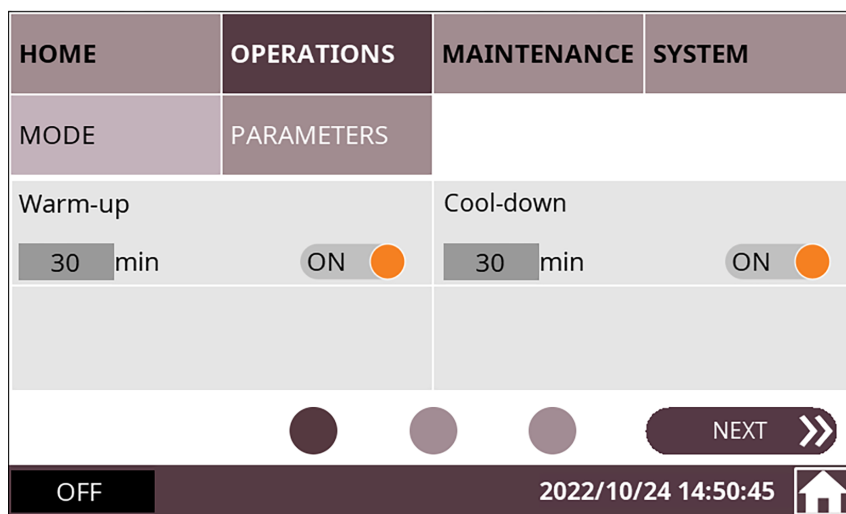 HOME OPERATIONS MAINTENANCE SYSTEM
MODE PARAMETERS
Warm-up Cool-down
30 min ON 30 min ON
NEXT
OFF 2022/10/24 14:50:45